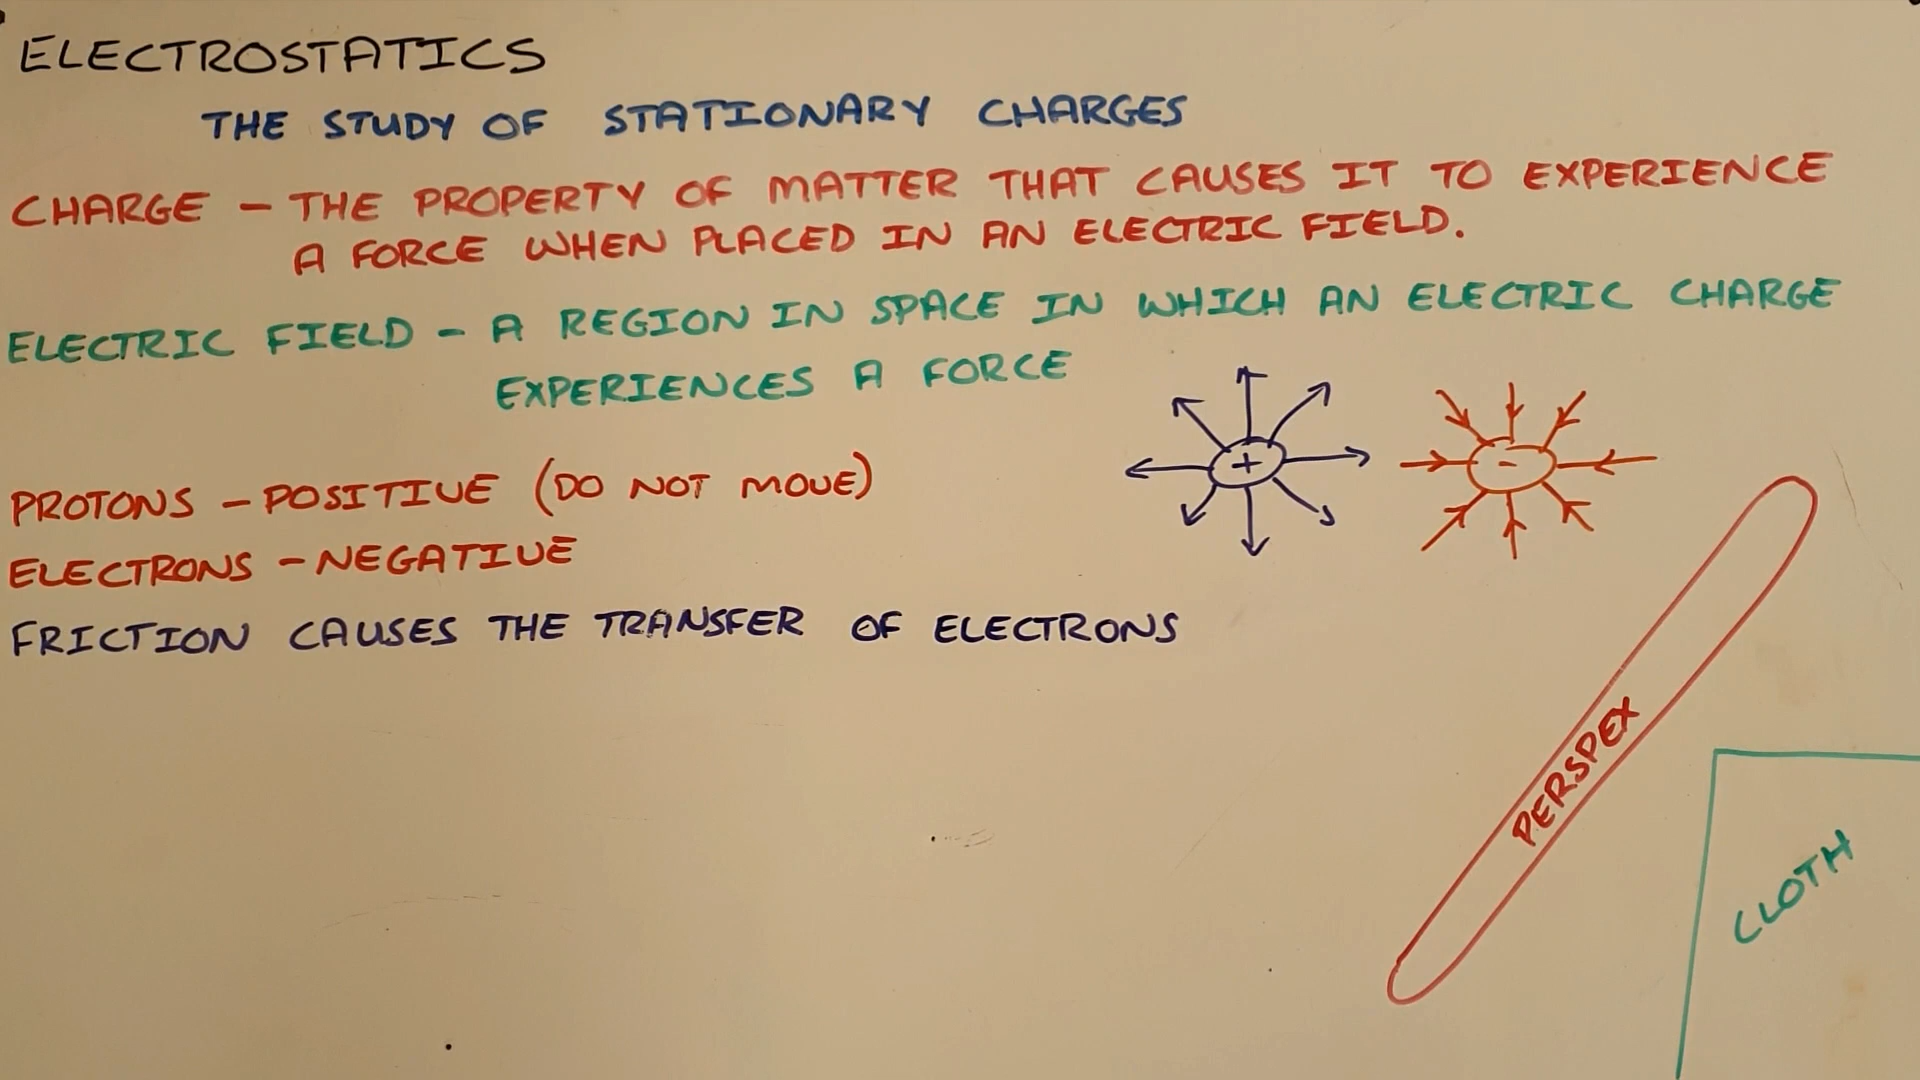 ELECTROSTATICS
THE STUDY OF STATIONARY CHARGES
CHARGE - THE PROPERTY OF MATTER THAT CAUSES IT TO EXPERIENCE
A FORCE WHEN PLACED IN AN ELECTRIC FIELD.
ELECTRIC FIELD - A REGION IN SPACE IN WHICH AN ELECTRIC CHARGE
EXPERIENCES A FORCE
+ -
PROTONS - POSITIVE (DO NOT MOVE)
ELECTRONS - NEGATIVE
FRICTION CAUSES THE TRANSFER OF ELECTRONS
PERSPEX
CLOTH